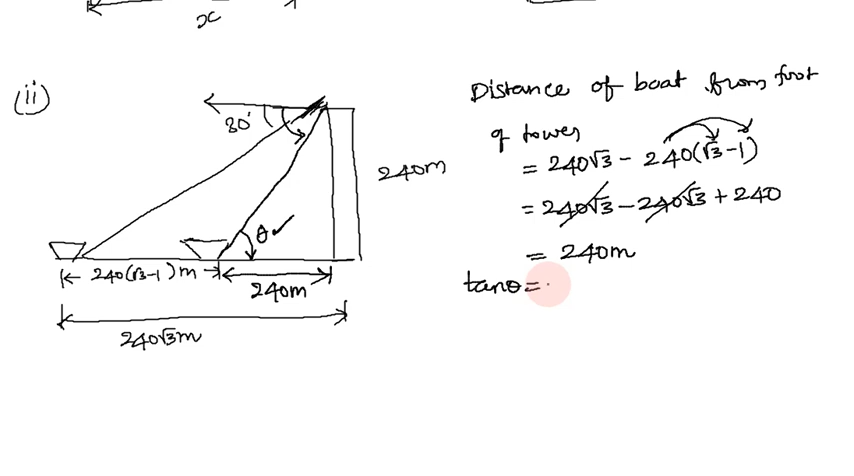 x
(ii)
30°
240m
θ
240(√3-1) m
240m
240√3m
Distance of boat from foot
of tower
= 240√3 - 240(√3-1)
= 240√3 - 240√3 + 240
= 240m
tanθ =